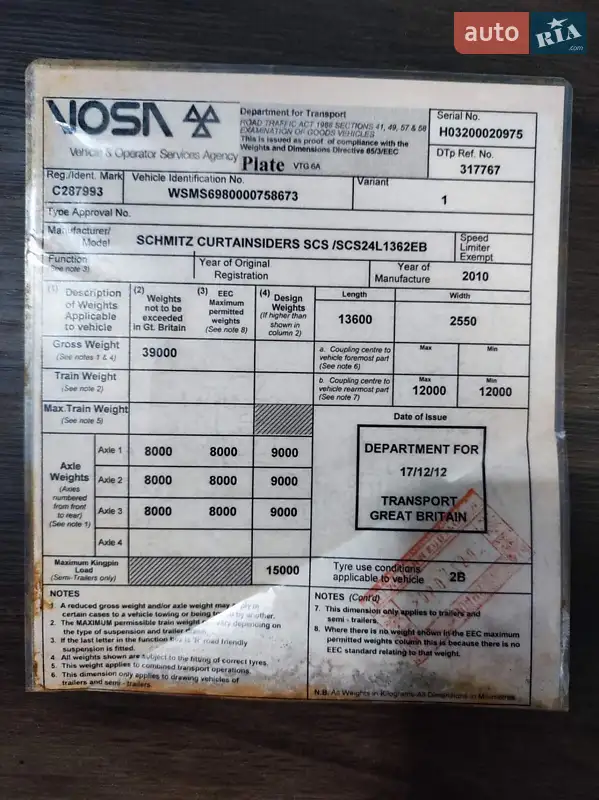 auto RIA .com
VOSA
Vehicle & Operator Services Agency
Department for Transport
ROAD TRAFFIC ACT 1988 SECTIONS 41, 49, 57 & 58
EXAMINATION OF GOODS VEHICLES
This is issued as proof of compliance with the
Weights and Dimensions Directive 85/3/EEC
Plate VTG 6A
Serial No.
H03200020975
DTp Ref. No.
317767
Reg./Ident. Mark
C287993
Vehicle Identification No.
WSMS6980000758673
Variant
1
Type Approval No.
Manufacturer/
Model
SCHMITZ CURTAINSIDERS SCS /SCS24L1362EB
Speed
Limiter
Exempt
Function
(See note 3)
Year of Original
Registration
Year of
Manufacture
2010
(1) Description
of Weights
Applicable
to vehicle
(2)
Weights
not to be
exceeded
in Gt. Britain
(3) EEC
Maximum
permitted
weights
(See note 8)
(4) Design
Weights
(If higher than
shown in
column 2)
Length
13600
Width
2550
Gross Weight
(See notes 1 & 4)
39000
a. Coupling centre to
vehicle foremost part
(See note 6)
Max
Min
Train Weight
(See note 2)
b. Coupling centre to
vehicle rearmost part
(See note 7)
Max
12000
Min
12000
Max.Train Weight
(See note 5)
Date of Issue
DEPARTMENT FOR
17/12/12
TRANSPORT
GREAT BRITAIN
Axle
Weights
(Axles
numbered
from front
to rear)
(See note 1)
Axle 1 8000 8000 9000
Axle 2 8000 8000 9000
Axle 3 8000 8000 9000
Axle 4
Maximum Kingpin
Load
(Semi-Trailers only)
15000
Tyre use conditions
applicable to vehicle 2B
NOTES
1. A reduced gross weight and/or axle weight may apply in
certain cases to a vehicle towing or being towed by another.
2. The MAXIMUM permissible train weight depending on
the type of suspension and trailer
3. If the last letter in the function box is 'R' road friendly
suspension is fitted.
4. All weights shown are subject to the fitting of correct tyres.
5. This weight applies to combined transport operations.
6. This dimension only applies to drawing vehicles of
trailers and semi - trailers.
NOTES (Cont'd)
7. This dimension only applies to trailers and
semi - trailers.
8. Where there is no weight shown in the EEC maximum
permitted weights column this is because there is no
EEC standard relating to that weight.
N.B. All Weights in Kilograms All Dimensions in Millimetres